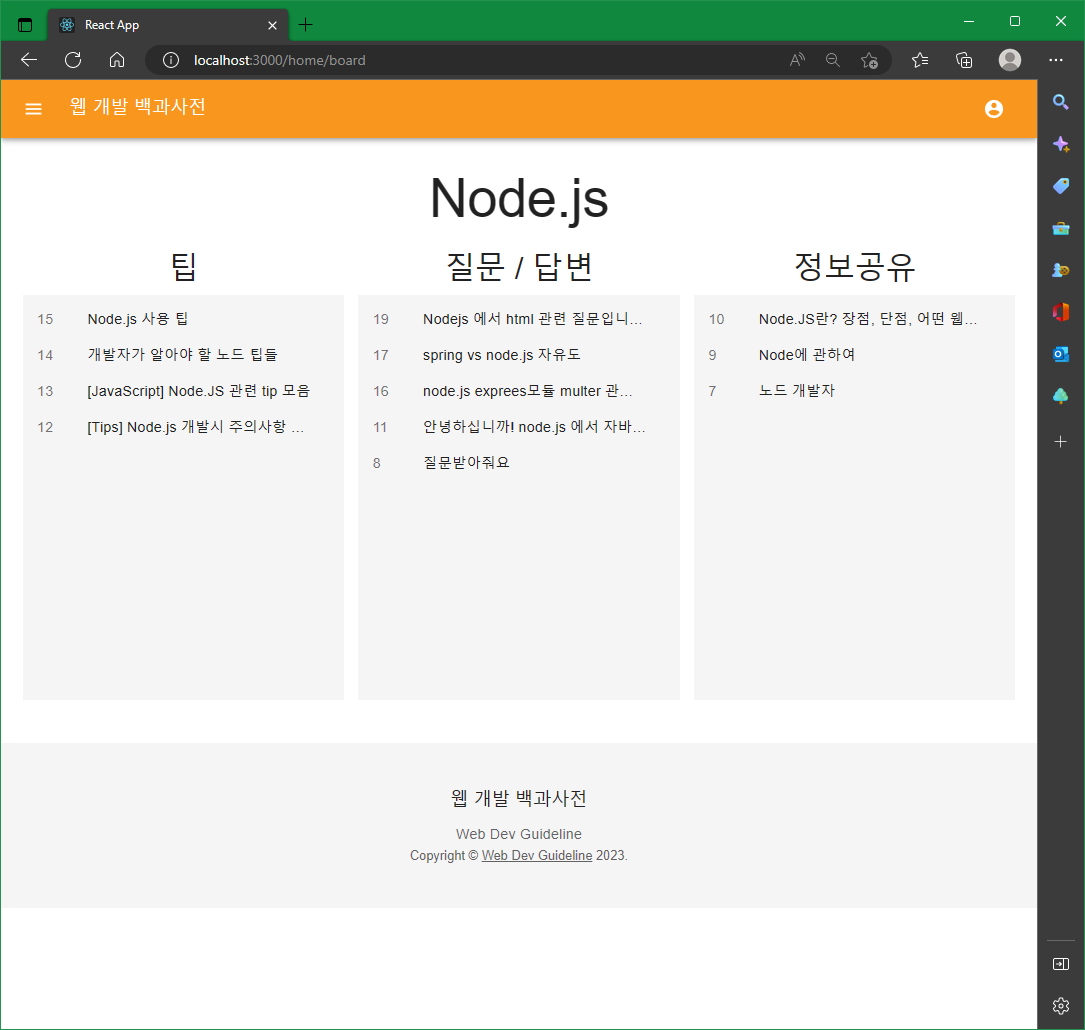 React App
localhost:3000/home/board
웹 개발 백과사전
Node.js
팁
15 Node.js 사용 팁
14 개발자가 알아야 할 노드 팁들
13 [JavaScript] Node.JS 관련 tip 모음
12 [Tips] Node.js 개발시 주의사항 ...
질문 / 답변
19 Nodejs 에서 html 관련 질문입니...
17 spring vs node.js 자유도
16 node.js exprees모듈 multer 관...
11 안녕하십니까! node.js 에서 자바...
8 질문받아줘요
정보공유
10 Node.JS란? 장점, 단점, 어떤 웹...
9 Node에 관하여
7 노드 개발자
웹 개발 백과사전
Web Dev Guideline
Copyright © Web Dev Guideline 2023.